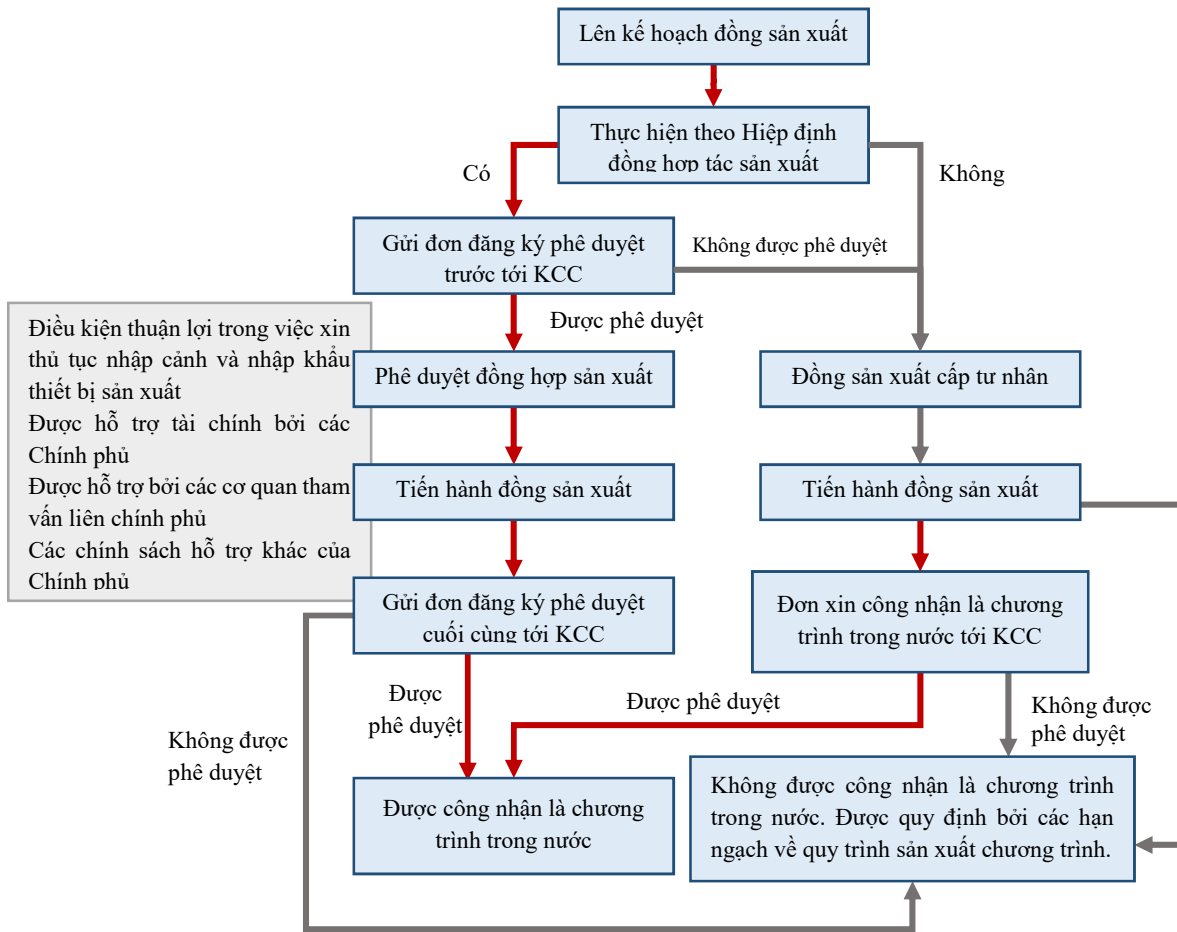 Lên kế hoạch đồng sản xuất
Thực hiện theo Hiệp định
đồng hợp tác sản xuất
Có
Không
Gửi đơn đăng ký phê duyệt
trước tới KCC
Không được phê duyệt
Được phê duyệt
Điều kiện thuận lợi trong việc xin
thủ tục nhập cảnh và nhập khẩu
thiết bị sản xuất
Được hỗ trợ tài chính bởi các
Chính phủ
Được hỗ trợ bởi các cơ quan tham
vấn liên chính phủ
Các chính sách hỗ trợ khác của
Chính phủ
Phê duyệt đồng hợp sản xuất
Đồng sản xuất cấp tư nhân
Tiến hành đồng sản xuất
Tiến hành đồng sản xuất
Gửi đơn đăng ký phê duyệt
cuối cùng tới KCC
Đơn xin công nhận là chương
trình trong nước tới KCC
Được
phê duyệt
Được phê duyệt
Không được
phê duyệt
Không được
phê duyệt
Được công nhận là chương
trình trong nước
Không được công nhận là chương trình
trong nước. Được quy định bởi các hạn
ngạch về quy trình sản xuất chương trình.